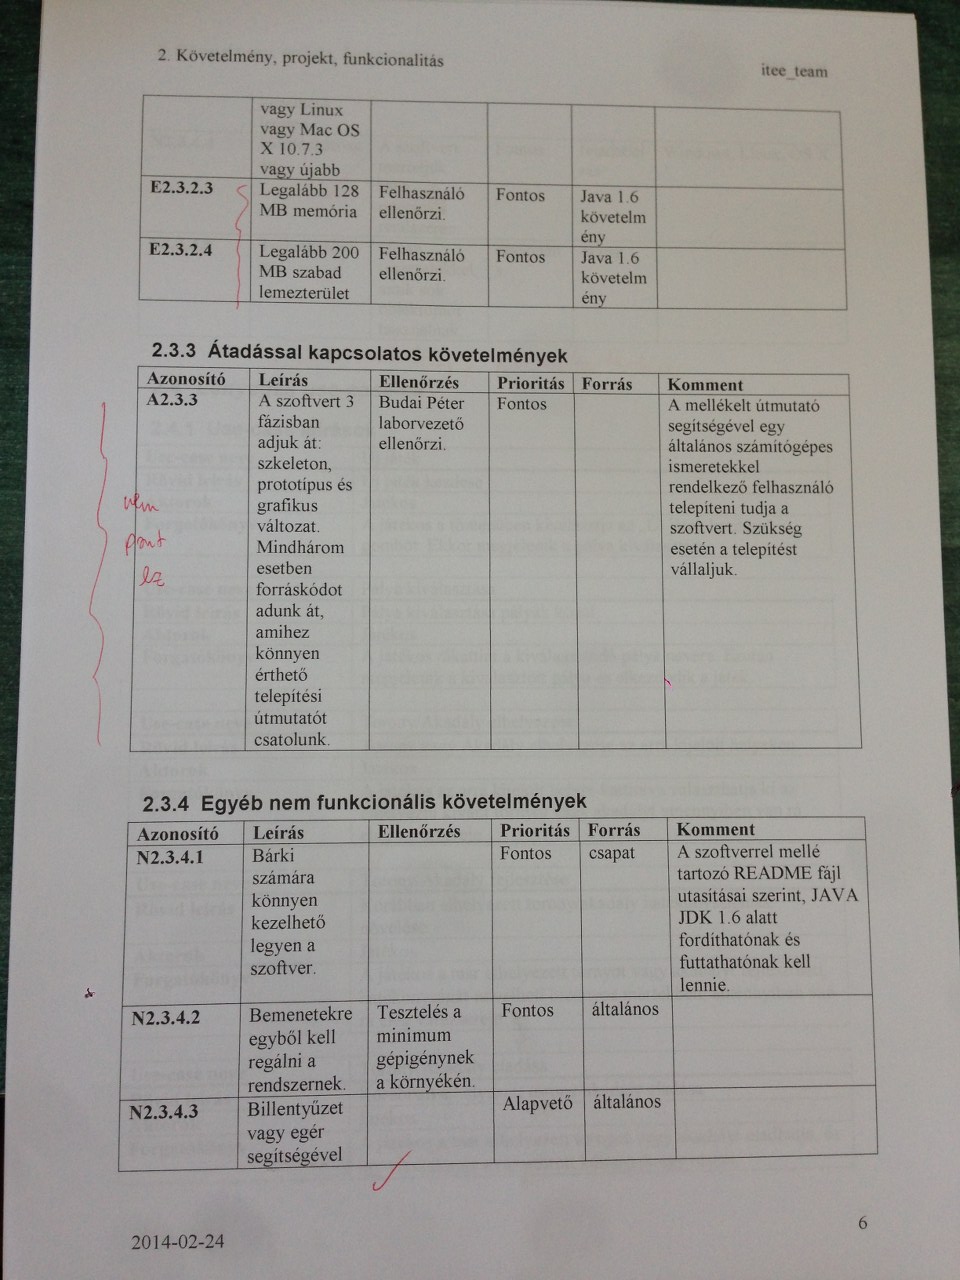 2. Követelmény, projekt, funkcionalitás
itee_team
vagy Linux
vagy Mac OS
X 10.7.3
vagy újabb
E2.3.2.3
Legalább 128
MB memória
Felhasználó
ellenőrzi.
Fontos
Java 1.6
követelm
ény
E2.3.2.4
Legalább 200
MB szabad
lemezterület
Felhasználó
ellenőrzi.
Fontos
Java 1.6
követelm
ény
2.3.3 Átadással kapcsolatos követelmények
Azonosító Leírás Ellenőrzés Prioritás Forrás Komment
A2.3.3
A szoftvert 3
fázisban
adjuk át:
szkeleton,
prototípus és
grafikus
változat.
Mindhárom
esetben
forráskódot
adunk át,
amihez
könnyen
érthető
telepítési
útmutatót
csatolunk.
Budai Péter
laborvezető
ellenőrzi.
Fontos
A mellékelt útmutató
segítségével egy
általános számítógépes
ismeretekkel
rendelkező felhasználó
telepíteni tudja a
szoftvert. Szükség
esetén a telepítést
vállaljuk.
nem
pont
ez
2.3.4 Egyéb nem funkcionális követelmények
Azonosító Leírás Ellenőrzés Prioritás Forrás Komment
N2.3.4.1
Bárki
számára
könnyen
kezelhető
legyen a
szoftver.
Fontos
csapat
A szoftverrel mellé
tartozó README fájl
utasításai szerint, JAVA
JDK 1.6 alatt
fordíthatónak és
futtathatónak kell
lennie.
N2.3.4.2
Bemenetekre
egyből kell
regálni a
rendszernek.
Tesztelés a
minimum
gépigénynek
a környékén.
Fontos
általános
N2.3.4.3
Billentyűzet
vagy egér
segítségével
Alapvető
általános
2014-02-24
6